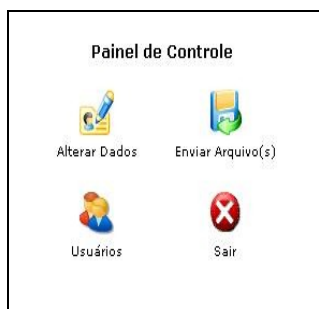 Painel de Controle
Alterar Dados
Enviar Arquivo(s)
Usuários
Sair